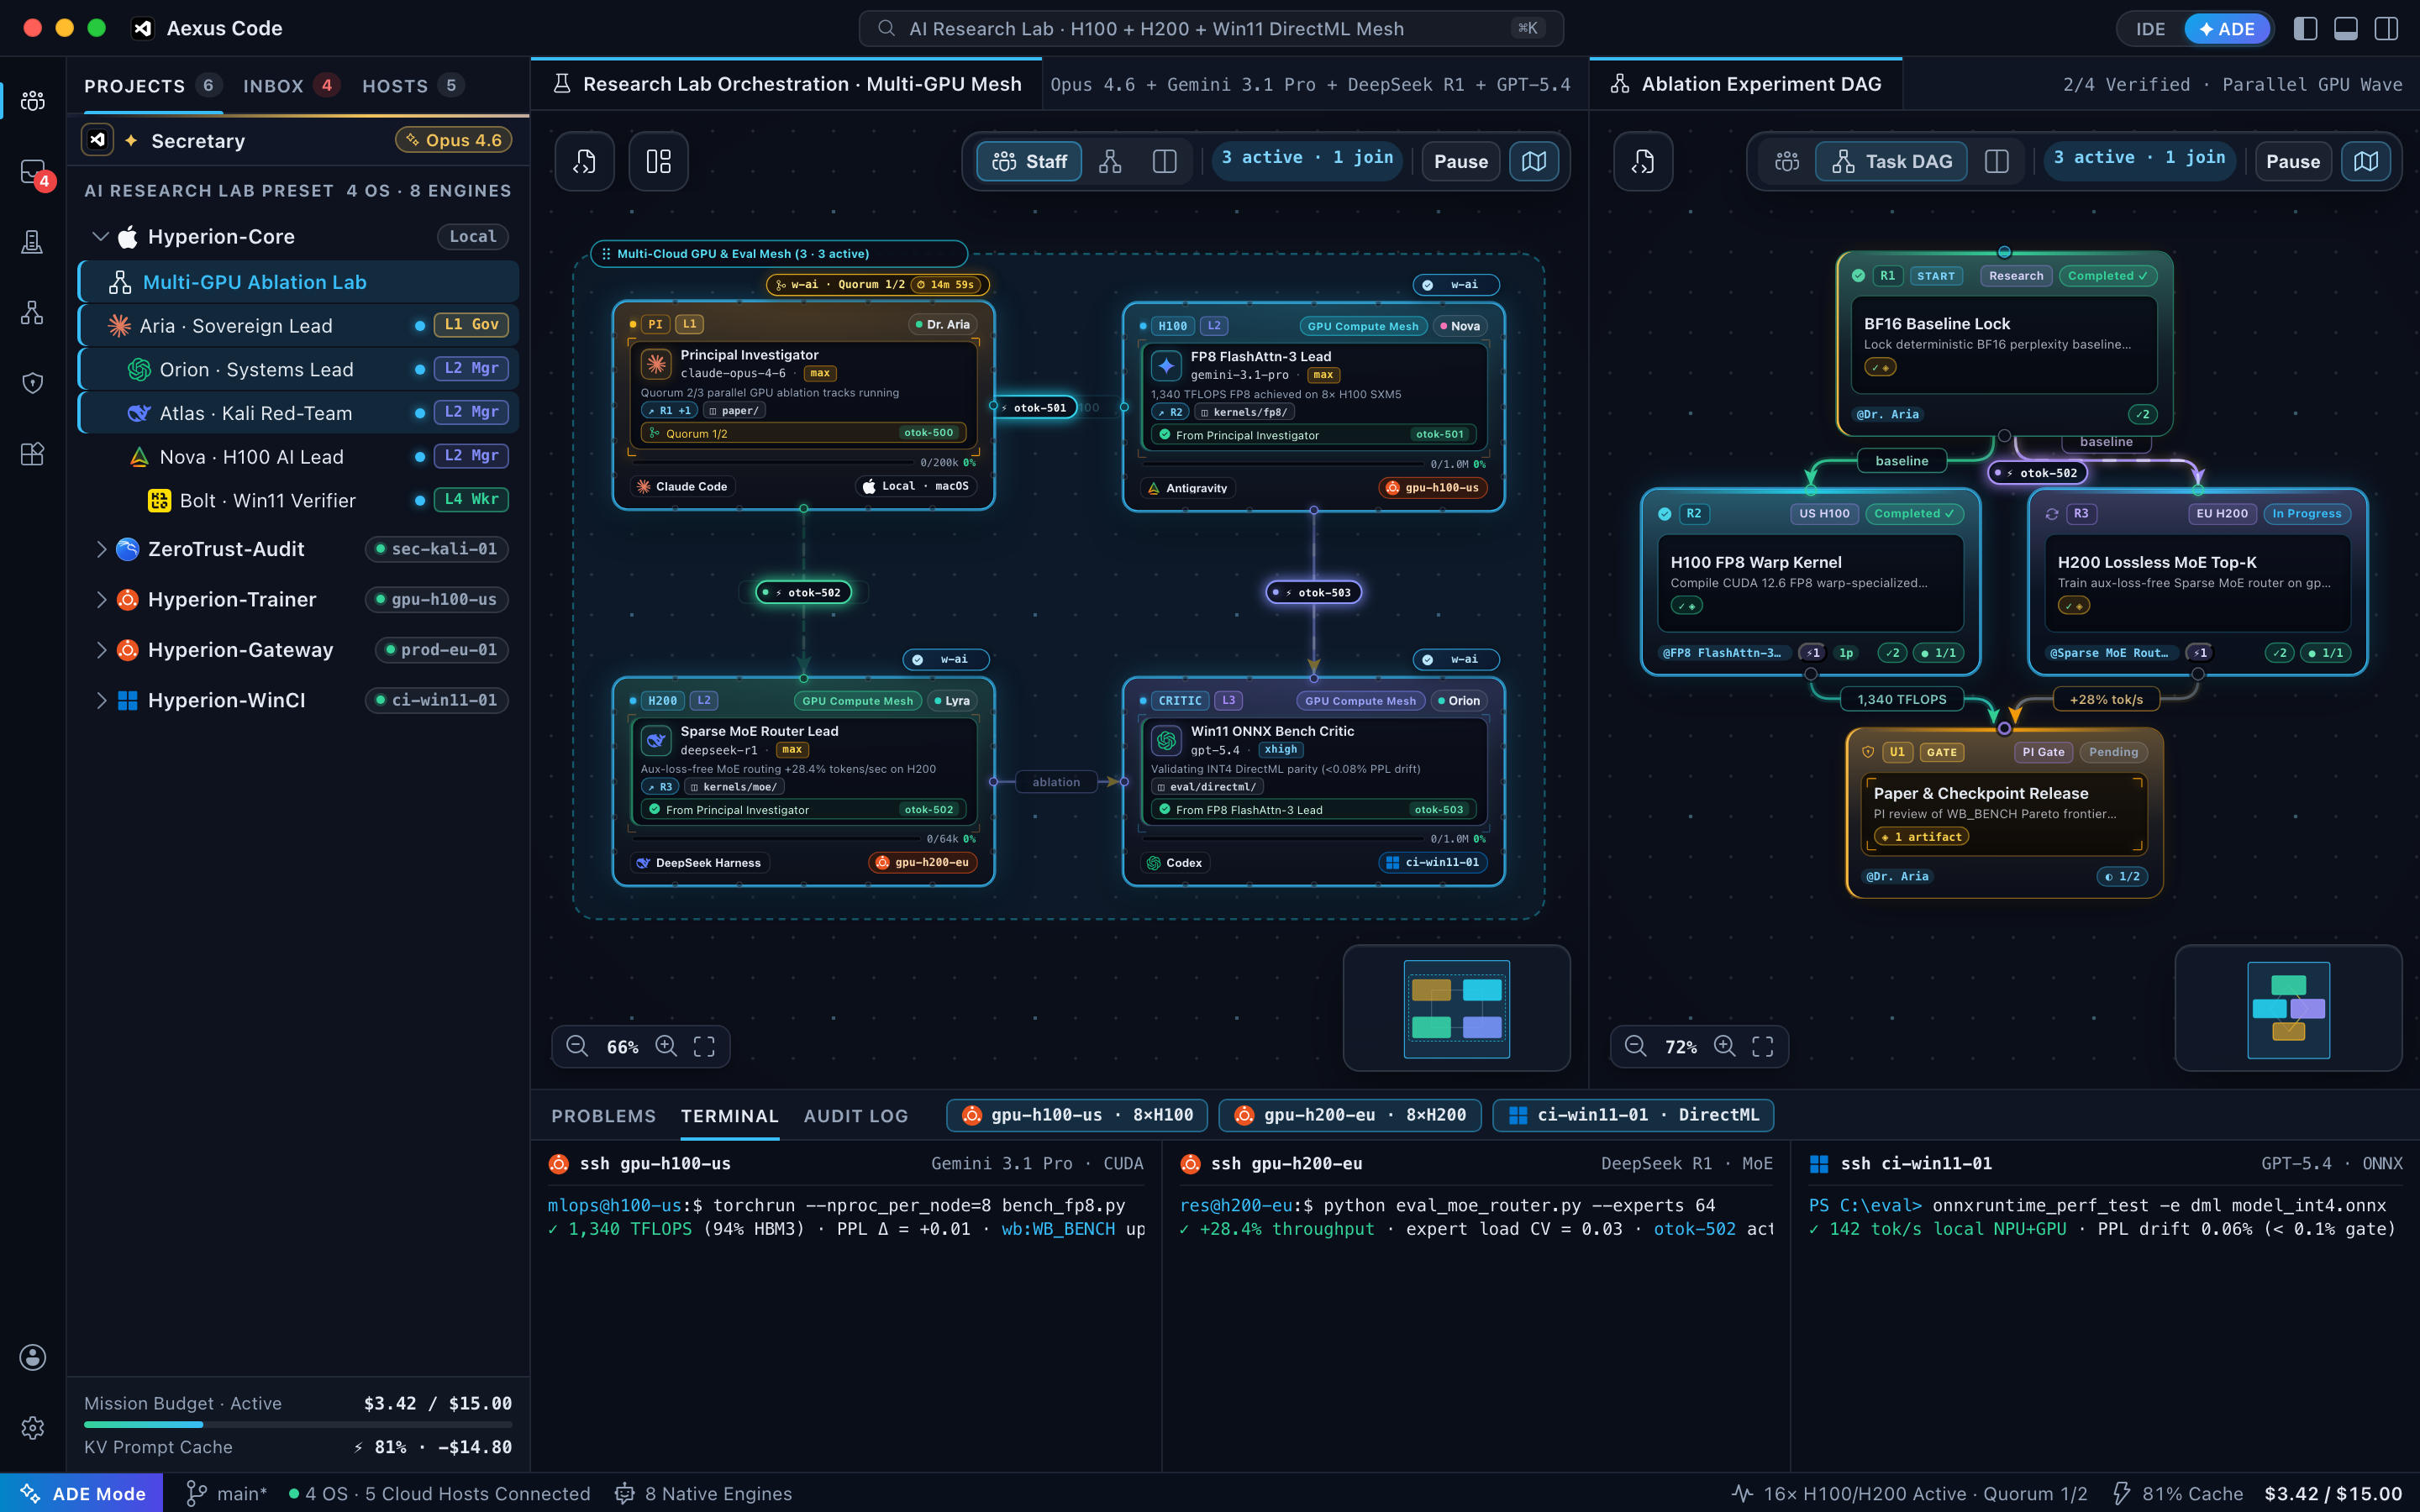 Aexus Code
AI Research Lab · H100 + H200 + Win11 DirectML Mesh
⌘K
IDE
ADE
PROJECTS 6
INBOX 4
HOSTS 5
4
Secretary
Opus 4.6
AI RESEARCH LAB PRESET
4 OS · 8 ENGINES
Hyperion-Core
Local
Multi-GPU Ablation Lab
Aria · Sovereign Lead
L1 Gov
Orion · Systems Lead
L2 Mgr
Atlas · Kali Red-Team
L2 Mgr
Nova · H100 AI Lead
L2 Mgr
Bolt · Win11 Verifier
L4 Wkr
ZeroTrust-Audit
sec-kali-01
Hyperion-Trainer
gpu-h100-us
Hyperion-Gateway
prod-eu-01
Hyperion-WinCI
ci-win11-01
Mission Budget · Active
$3.42 / $15.00
KV Prompt Cache
⚡ 81% · -$14.80
Research Lab Orchestration · Multi-GPU Mesh
Opus 4.6 + Gemini 3.1 Pro + DeepSeek R1 + GPT-5.4
Staff
3 active · 1 join
Pause
Multi-Cloud GPU & Eval Mesh (3 · 3 active)
w-ai · Quorum 1/2
14m 59s
PI
L1
Dr. Aria
Principal Investigator
claude-opus-4-6 · max
Quorum 2/3 parallel GPU ablation tracks running
↗ R1 +1
paper/
Quorum 1/2
otok-500
0/200k 0%
Claude Code
Local · macOS
⚡ otok-501
w-ai
H100
L2
GPU Compute Mesh
Nova
FP8 FlashAttn-3 Lead
gemini-3.1-pro · max
1,340 TFLOPS FP8 achieved on 8× H100 SXM5
↗ R2
kernels/fp8/
From Principal Investigator
otok-501
0/1.0M 0%
Antigravity
gpu-h100-us
⚡ otok-502
⚡ otok-503
w-ai
H200
L2
GPU Compute Mesh
Lyra
Sparse MoE Router Lead
deepseek-r1 · max
Aux-loss-free MoE routing +28.4% tokens/sec on H200
↗ R3
kernels/moe/
From Principal Investigator
otok-502
0/64k 0%
DeepSeek Harness
gpu-h200-eu
ablation
w-ai
CRITIC
L3
GPU Compute Mesh
Orion
Win11 ONNX Bench Critic
gpt-5.4 · xhigh
Validating INT4 DirectML parity (<0.08% PPL drift)
eval/directml/
From FP8 FlashAttn-3 Lead
otok-503
0/1.0M 0%
Codex
ci-win11-01
66%
Ablation Experiment DAG
2/4 Verified · Parallel GPU Wave
Task DAG
3 active · 1 join
Pause
R1
START
Research
Completed ✓
BF16 Baseline Lock
Lock deterministic BF16 perplexity baseline…
@Dr. Aria
✓2
baseline
baseline
⚡ otok-502
R2
US H100
Completed ✓
H100 FP8 Warp Kernel
Compile CUDA 12.6 FP8 warp-specialized…
@FP8 FlashAttn-3…
⚡1
1p
✓2
● 1/1
R3
EU H200
In Progress
H200 Lossless MoE Top-K
Train aux-loss-free Sparse MoE router on gp…
@Sparse MoE Rout…
⚡1
✓2
● 1/1
1,340 TFLOPS
+28% tok/s
U1
GATE
PI Gate
Pending
Paper & Checkpoint Release
PI review of WB_BENCH Pareto frontier…
◈ 1 artifact
@Dr. Aria
◐ 1/2
72%
PROBLEMS
TERMINAL
AUDIT LOG
gpu-h100-us · 8×H100
gpu-h200-eu · 8×H200
ci-win11-01 · DirectML
ssh gpu-h100-us
Gemini 3.1 Pro · CUDA
mlops@h100-us:$ torchrun --nproc_per_node=8 bench_fp8.py
✓ 1,340 TFLOPS (94% HBM3) · PPL Δ = +0.01 · wb:WB_BENCH up
ssh gpu-h200-eu
DeepSeek R1 · MoE
res@h200-eu:$ python eval_moe_router.py --experts 64
✓ +28.4% throughput · expert load CV = 0.03 · otok-502 act
ssh ci-win11-01
GPT-5.4 · ONNX
PS C:\eval> onnxruntime_perf_test -e dml model_int4.onnx
✓ 142 tok/s local NPU+GPU · PPL drift 0.06% (< 0.1% gate)
ADE Mode
main*
4 OS · 5 Cloud Hosts Connected
8 Native Engines
16× H100/H200 Active · Quorum 1/2
81% Cache
$3.42 / $15.00